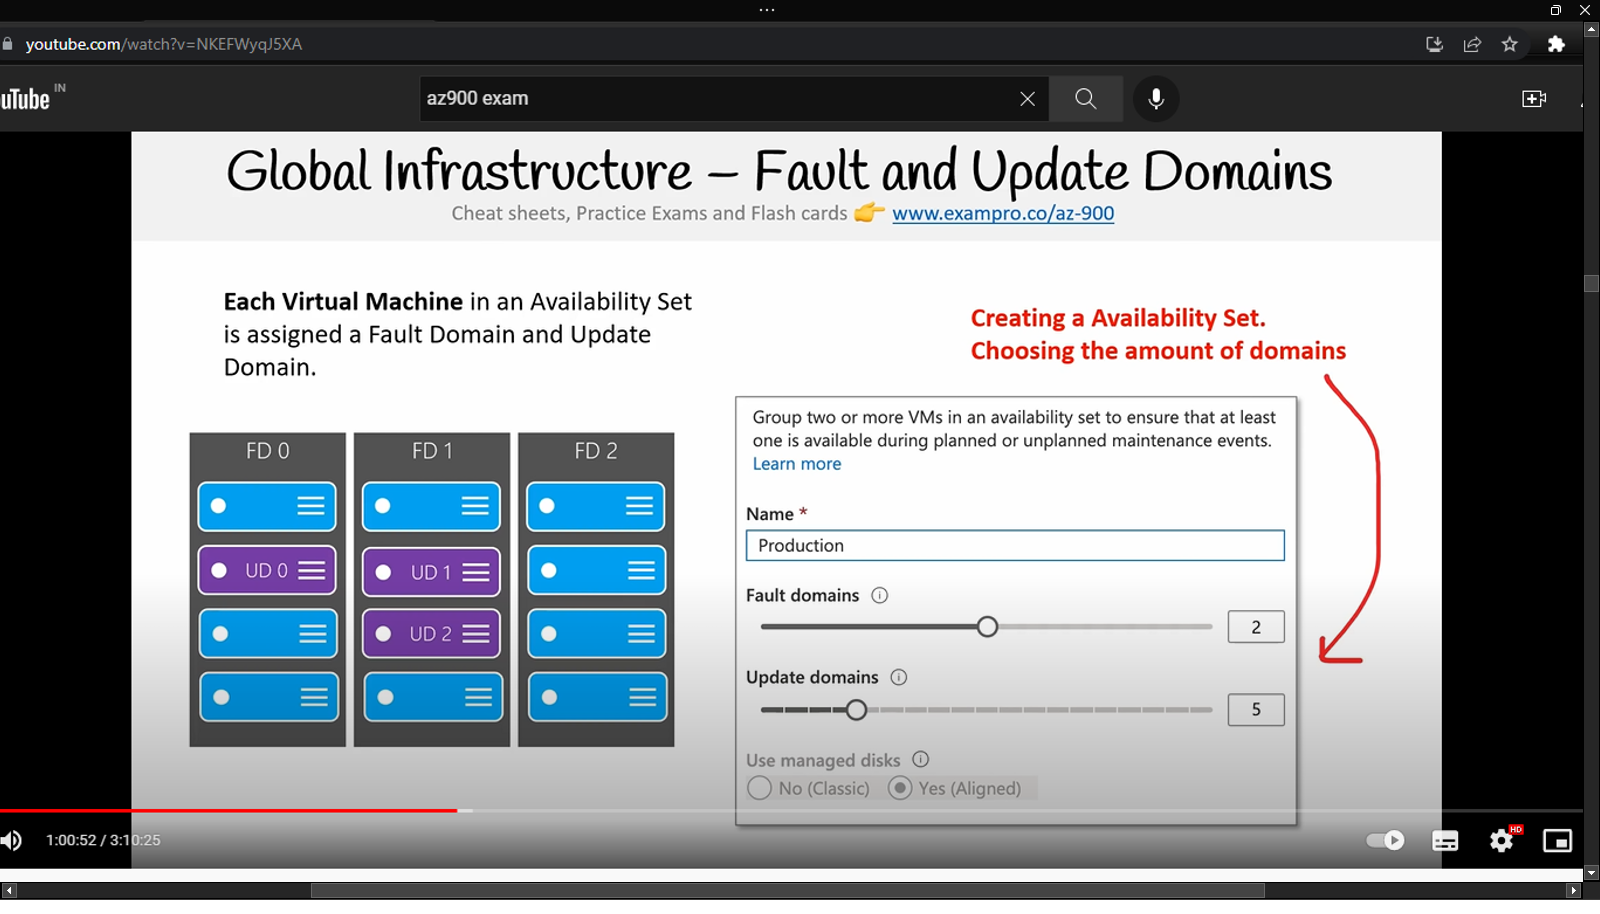 youtube.com/watch?v=NKEFWyqJ5XA
uTube IN
az900 exam
Global Infrastructure – Fault and Update Domains
Cheat sheets, Practice Exams and Flash cards 👉 www.exampro.co/az-900
Each Virtual Machine in an Availability Set
is assigned a Fault Domain and Update
Domain.
Creating a Availability Set.
Choosing the amount of domains
FD 0
FD 1
FD 2
UD 0
UD 1
UD 2
Group two or more VMs in an availability set to ensure that at least
one is available during planned or unplanned maintenance events.
Learn more
Name *
Production
Fault domains
2
Update domains
5
Use managed disks
No (Classic) Yes (Aligned)
1:00:52 / 3:10:25
HD